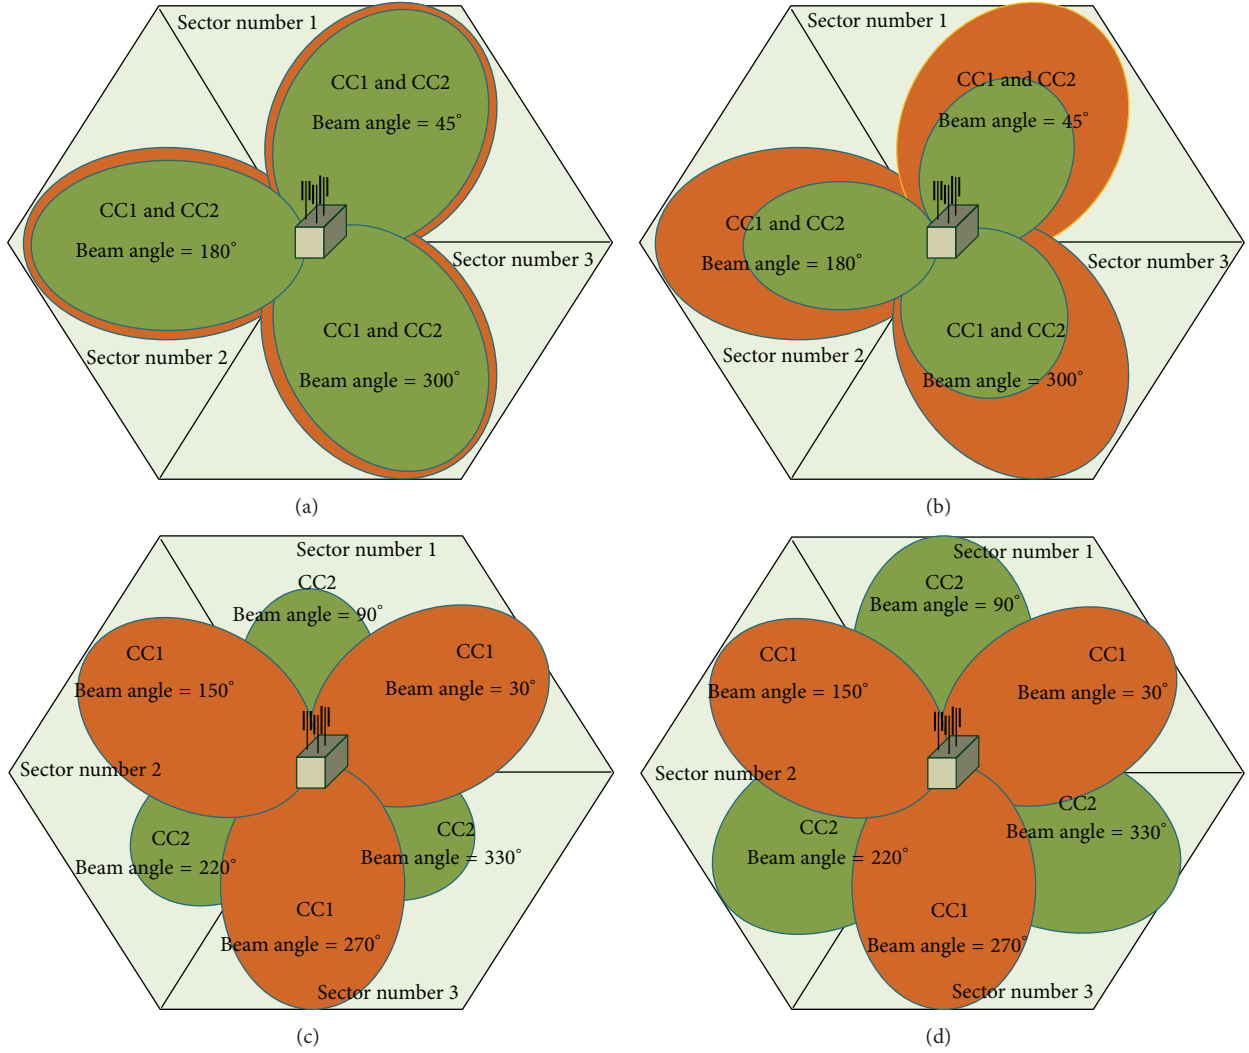 Sector number 1
CC1 and CC2
Beam angle = 45°
CC1 and CC2
Beam angle = 180°
Sector number 3
CC1 and CC2
Sector number 2
Beam angle = 300°
(a)
Sector number 1
CC1 and CC2
Beam angle = 45°
CC1 and CC2
Beam angle = 180°
Sector number 3
CC1 and CC2
Sector number 2
Beam angle = 300°
(b)
Sector number 1
CC2
Beam angle = 90°
CC1
Beam angle = 150°
CC1
Beam angle = 30°
Sector number 2
CC2
Beam angle = 220°
CC2
Beam angle = 330°
CC1
Beam angle = 270°
Sector number 3
(c)
Sector number 1
CC2
Beam angle = 90°
CC1
Beam angle = 150°
CC1
Beam angle = 30°
Sector number 2
CC2
Beam angle = 220°
CC2
Beam angle = 330°
CC1
Beam angle = 270°
Sector number 3
(d)